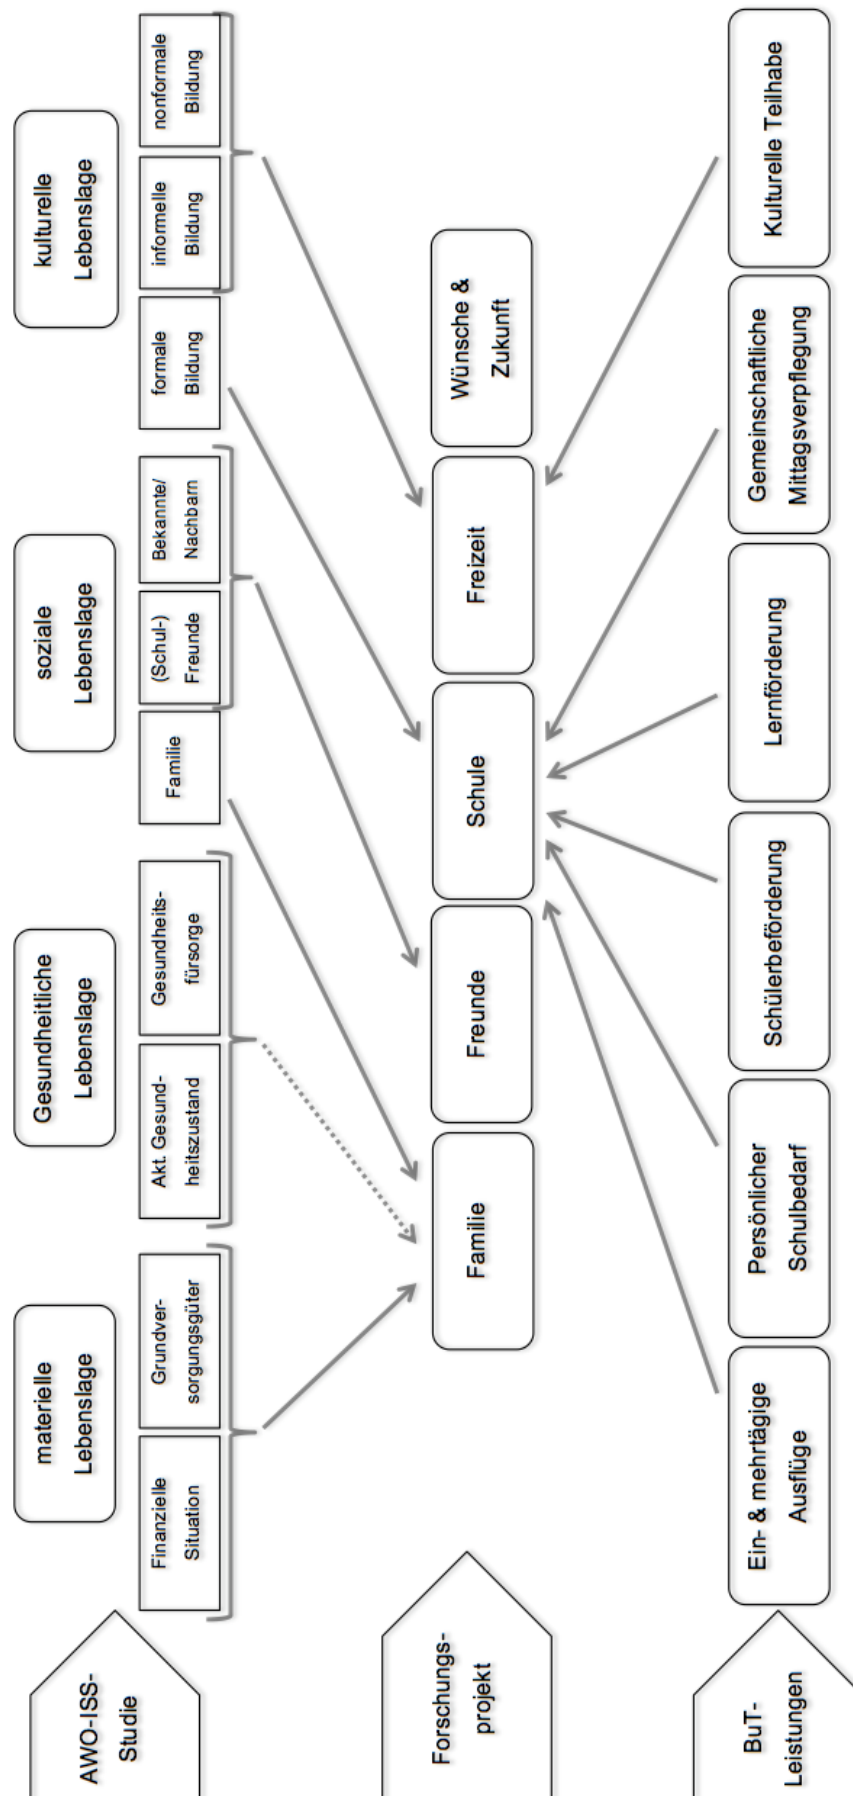 AWO-ISS-
Studie
materielle
Lebenslage
Gesundheitliche
Lebenslage
soziale
Lebenslage
kulturelle
Lebenslage
Finanzielle
Situation
Grundver-
sorgungsgüter
Akt. Gesund-
heitszustand
Gesundheits-
fürsorge
Familie
(Schul-)
Freunde
Bekannte/
Nachbarn
formale
Bildung
informelle
Bildung
nonformale
Bildung
Forschungs-
projekt
Familie
Freunde
Schule
Freizeit
Wünsche &
Zukunft
BuT-
Leistungen
Ein- & mehrtägige
Ausflüge
Persönlicher
Schulbedarf
Schülerbeförderung
Lernförderung
Gemeinschaftliche
Mittagsverpflegung
Kulturelle Teilhabe